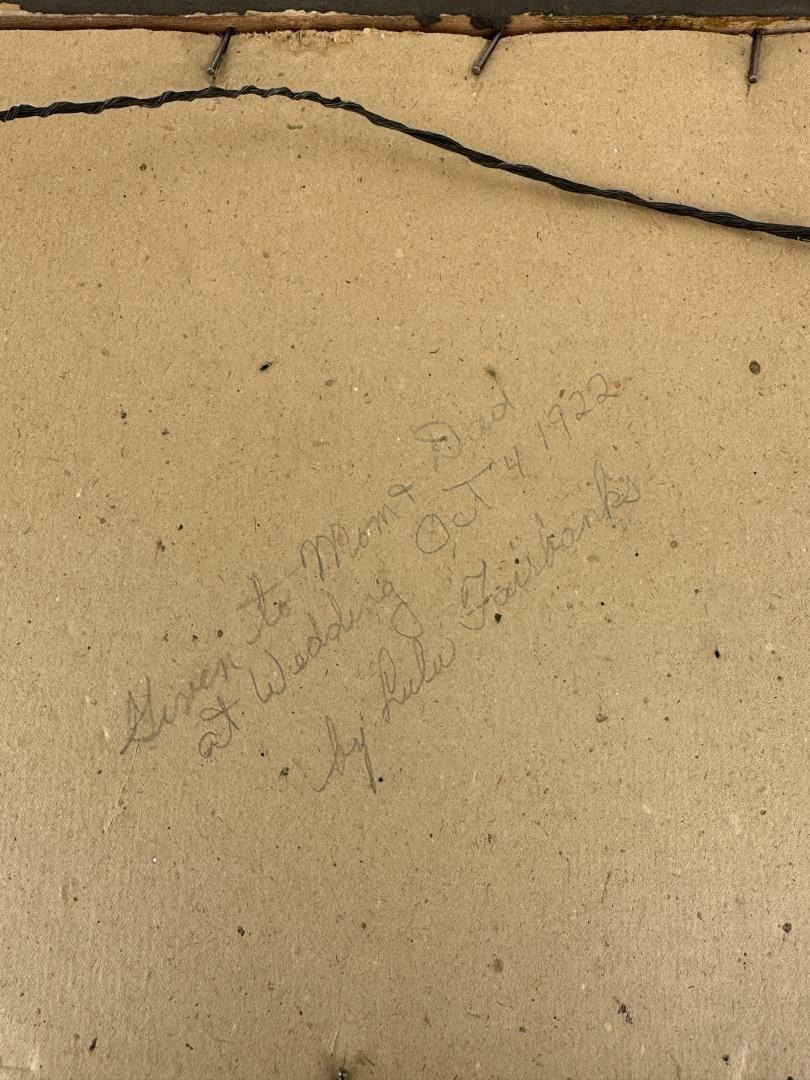 Given to Mom & Dad
at Wedding Oct 4 1922
by Lulu Fairbanks